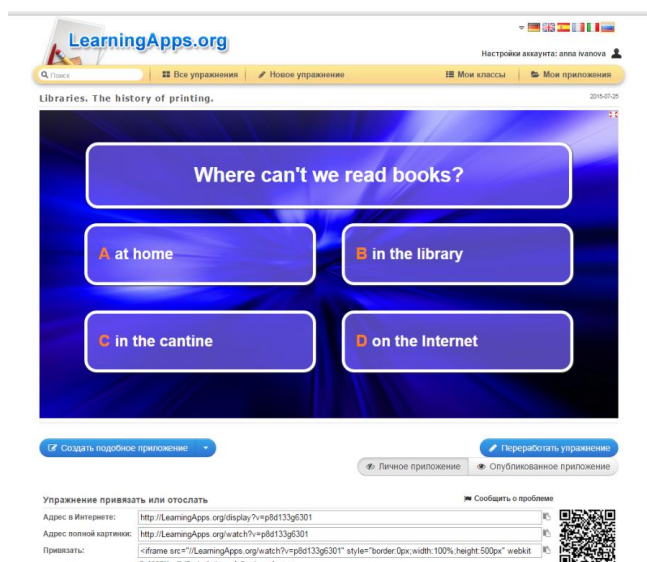 LearningApps.org
Настройки аккаунта: anna ivanova
Поиск
Все упражнения
Новое упражнение
Мои классы
Мои приложения
Libraries. The history of printing.
2015-07-25
Where can't we read books?
A at home
B in the library
C in the cantine
D on the Internet
Создать подобное приложение
Переработать упражнение
Личное приложение
Опубликованное приложение
Упражнение привязать или отослать
Сообщить о проблеме
Адрес в Интернете:
http://LearningApps.org/display?v=p8d133g6301
Адрес полной картинки:
http://LearningApps.org/watch?v=p8d133g6301
Привязать:
<iframe src="//LearningApps.org/watch?v=p8d133g6301" style="border:0px;width:100%;height:500px" webkit